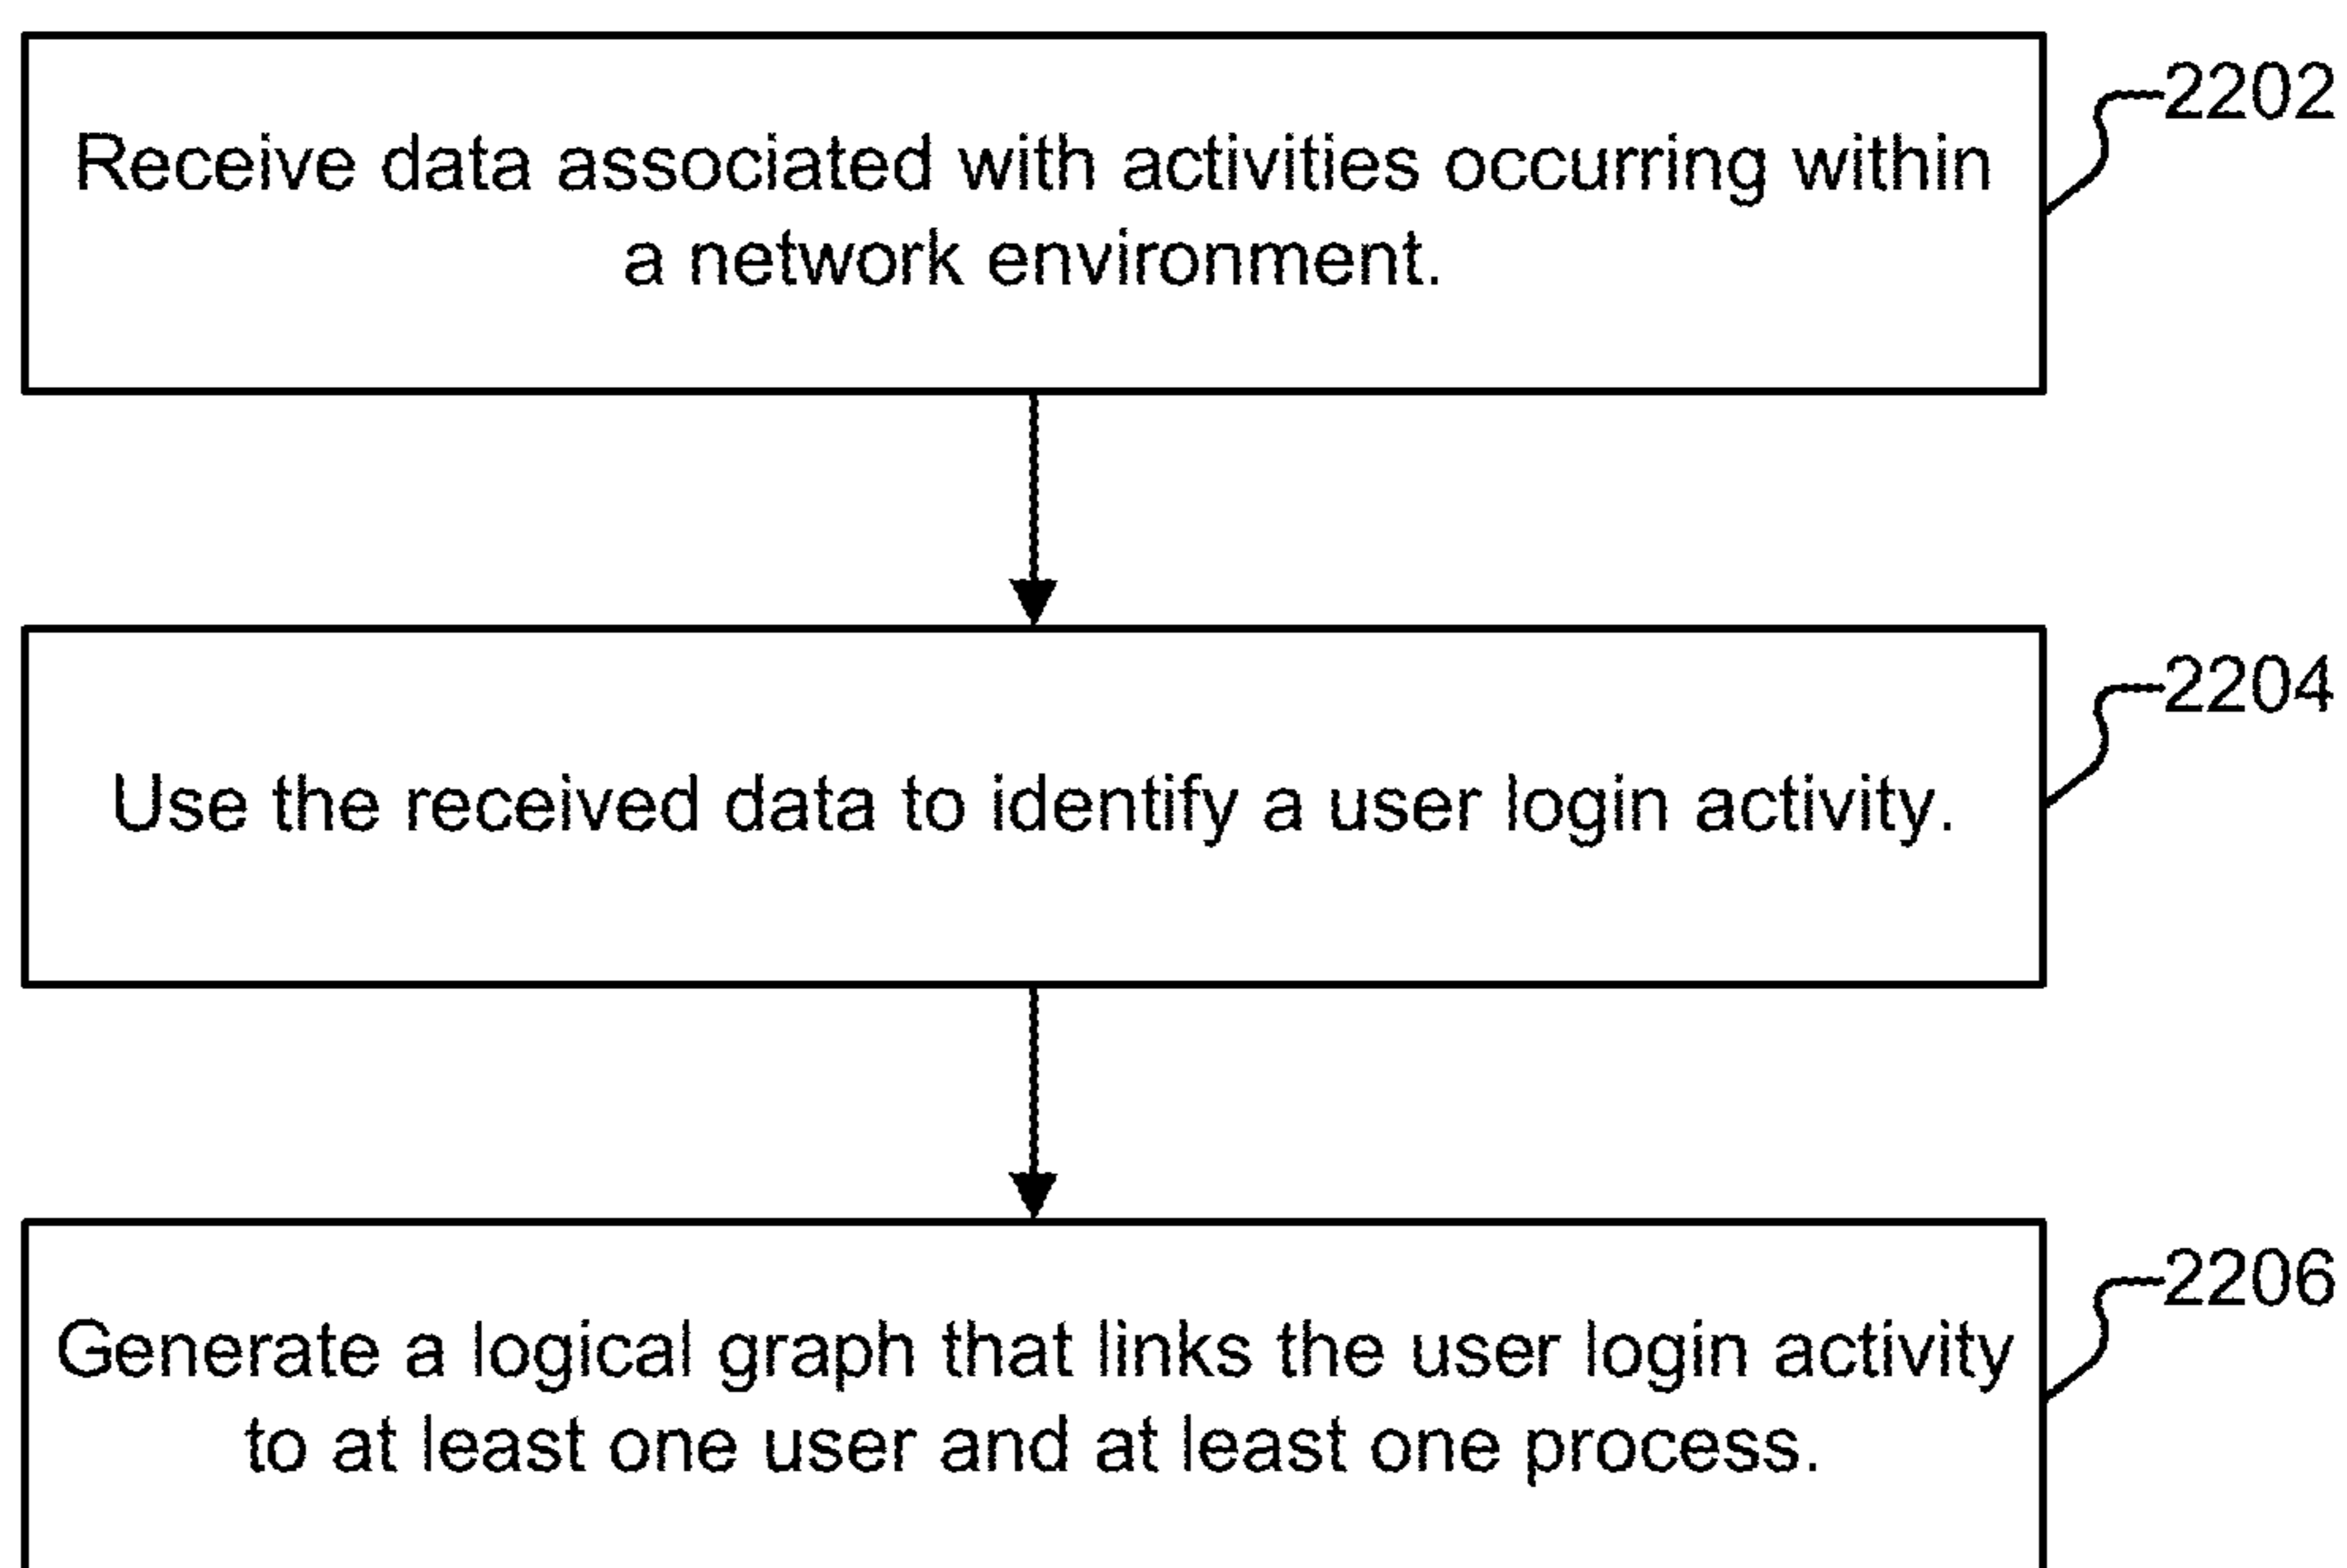 2202
Receive data associated with activities occurring within
a network environment.
2204
Use the received data to identify a user login activity.
2206
Generate a logical graph that links the user login activity
to at least one user and at least one process.